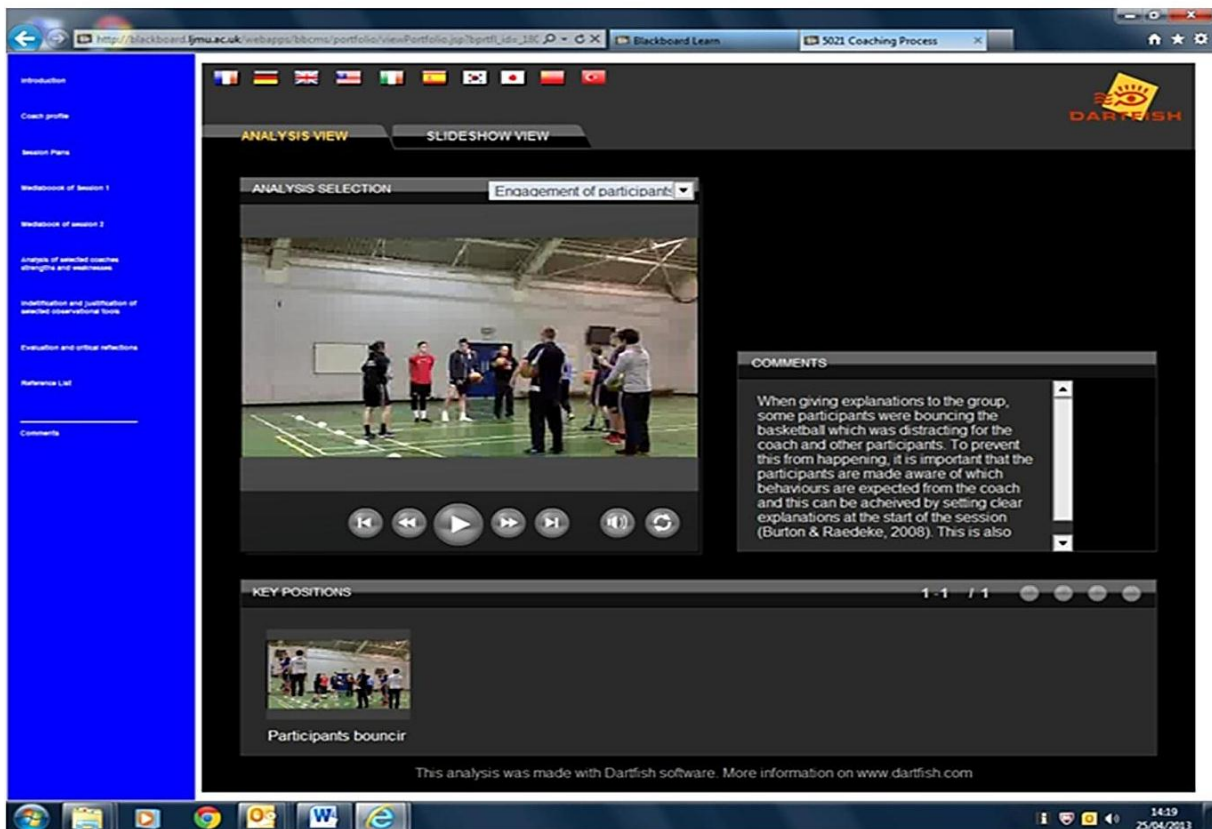 http://blackboard.ljmu.ac.uk/webapps/bbcms/portfolio/viewPortfolio.jsp?bprtfl_id=_180
Blackboard Learn
5021 Coaching Process
Introduction
Coach profile
Session Plans
Mediaboook of Session 1
Mediaboook of session 2
Analysis of selected coaches
strengths and weaknesses
Indetification and justification of
selected observational tools
Evaluation and critical reflections
Reference List
Comments
DARTFISH
ANALYSIS VIEW
SLIDESHOW VIEW
ANALYSIS SELECTION
Engagement of participants
COMMENTS
When giving explanations to the group,
some participants were bouncing the
basketball which was distracting for the
coach and other participants. To prevent
this from happening, it is important that the
participants are made aware of which
behaviours are expected from the coach
and this can be acheived by setting clear
explanations at the start of the session
(Burton & Raedeke, 2008). This is also
KEY POSITIONS
1-1 / 1
Participants bouncir
This analysis was made with Dartfish software. More information on www.dartfish.com
14:19
25/04/2013